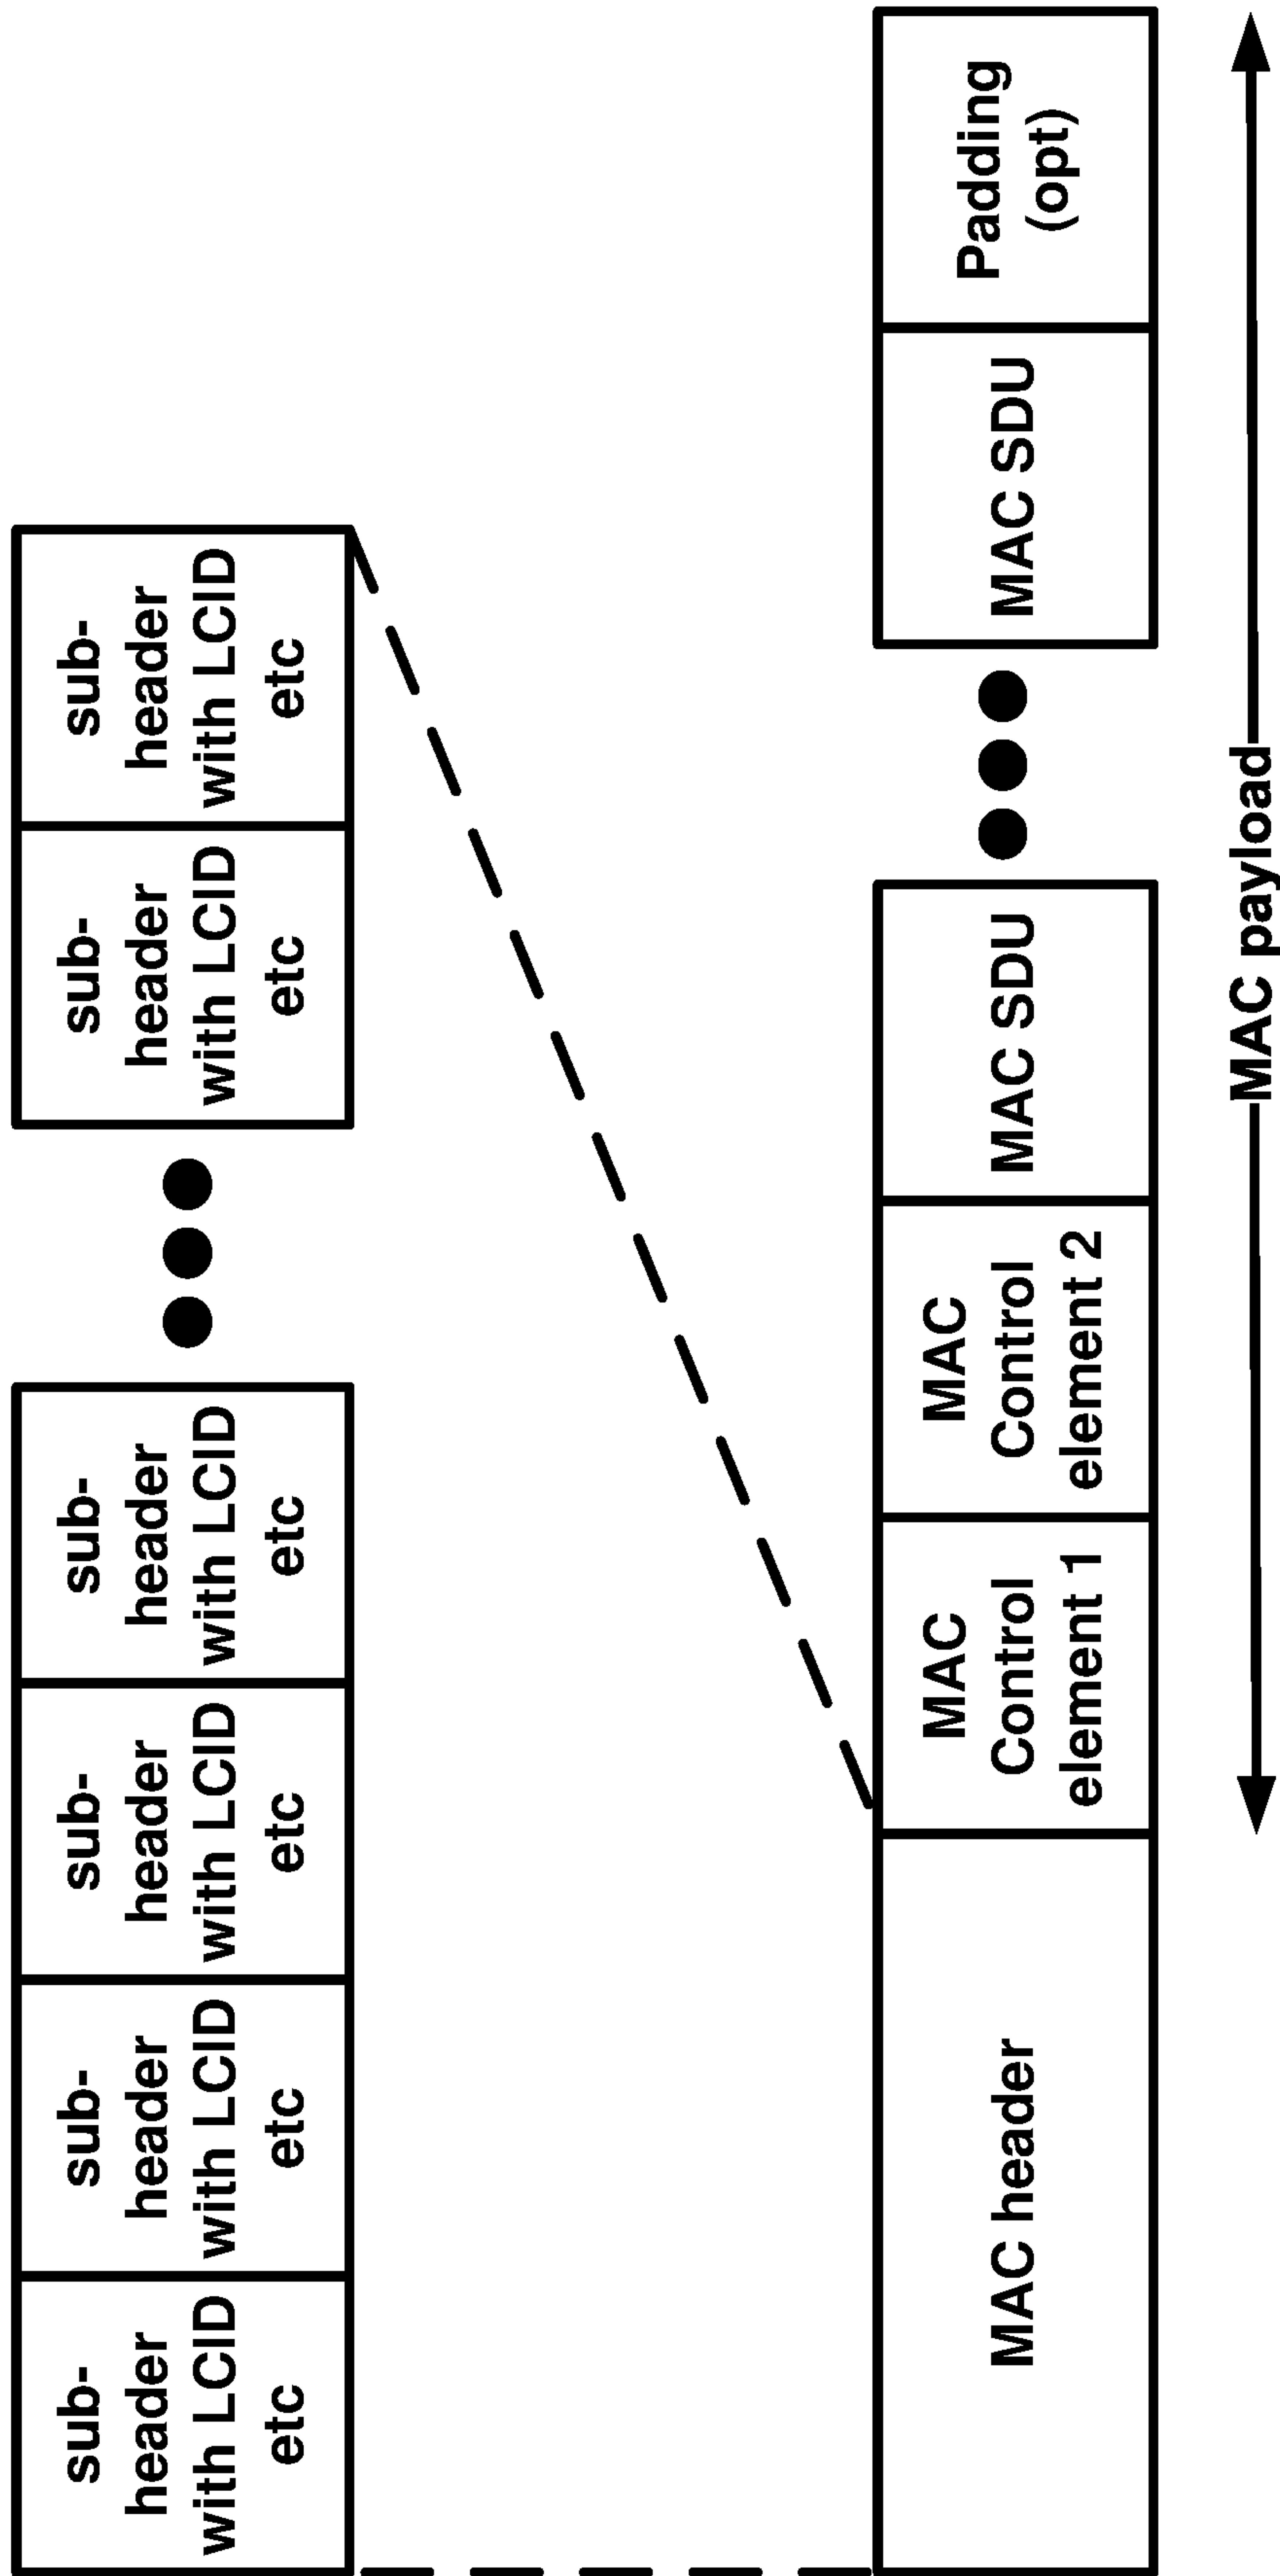 sub-
header
with LCID
etc
sub-
header
with LCID
etc
sub-
header
with LCID
etc
sub-
header
with LCID
etc
sub-
header
with LCID
etc
sub-
header
with LCID
etc
MAC header
MAC
Control
element 1
MAC
Control
element 2
MAC SDU
MAC SDU
Padding
(opt)
MAC payload